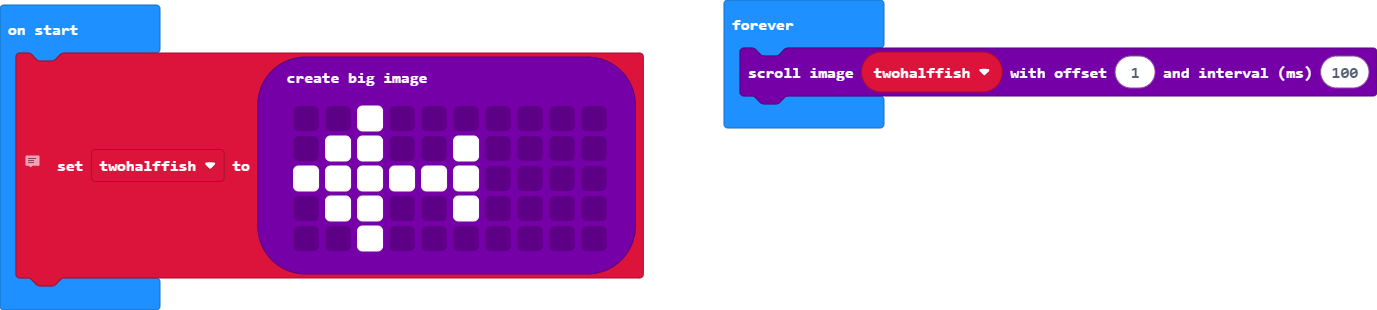 on start
create big image
set twohalffish to
forever
scroll image twohalffish with offset 1 and interval (ms) 100